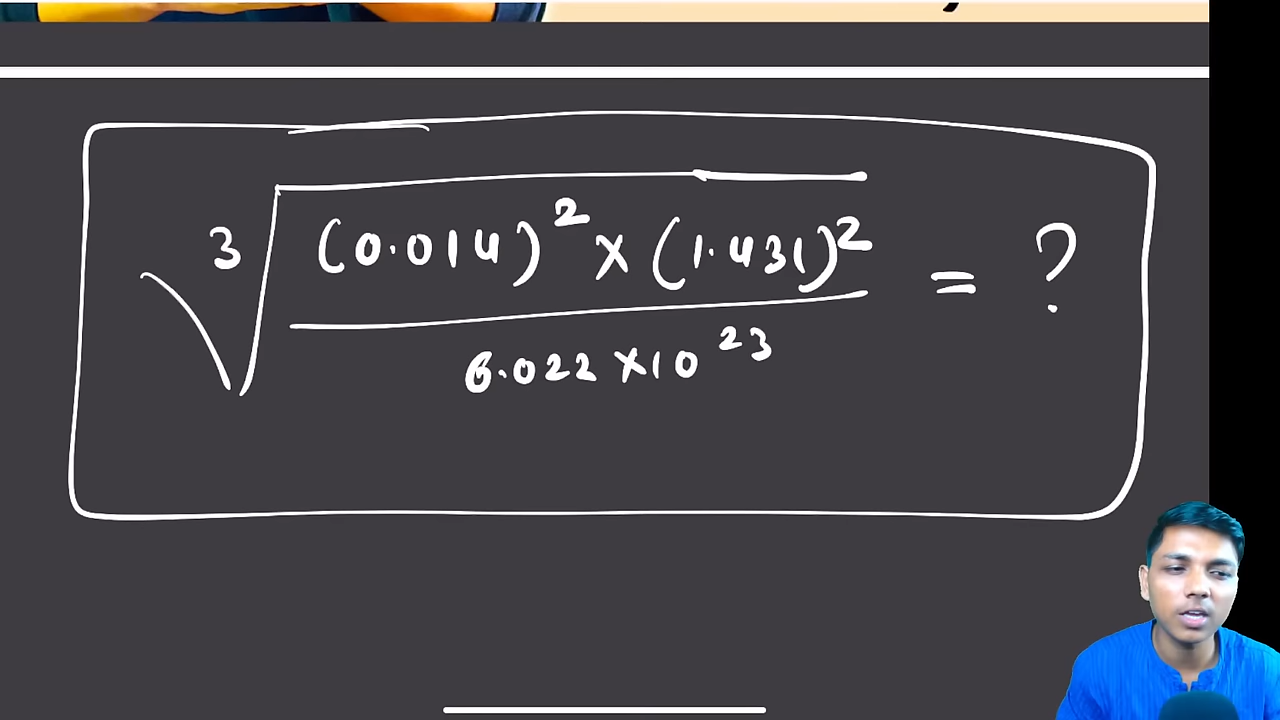 3√((0.014)² × (1.431)² / 6.022 × 10²³) = ?